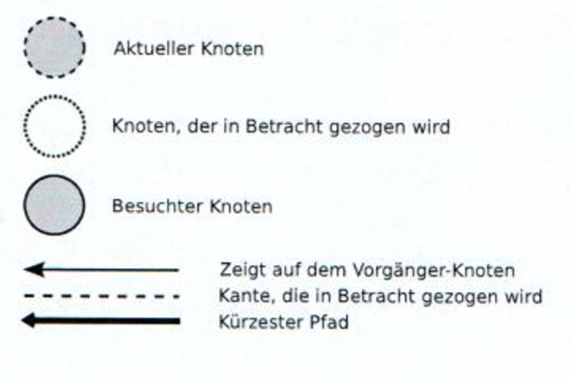 Aktueller Knoten
Knoten, der in Betracht gezogen wird
Besuchter Knoten
Zeigt auf dem Vorgänger-Knoten
Kante, die in Betracht gezogen wird
Kürzester Pfad